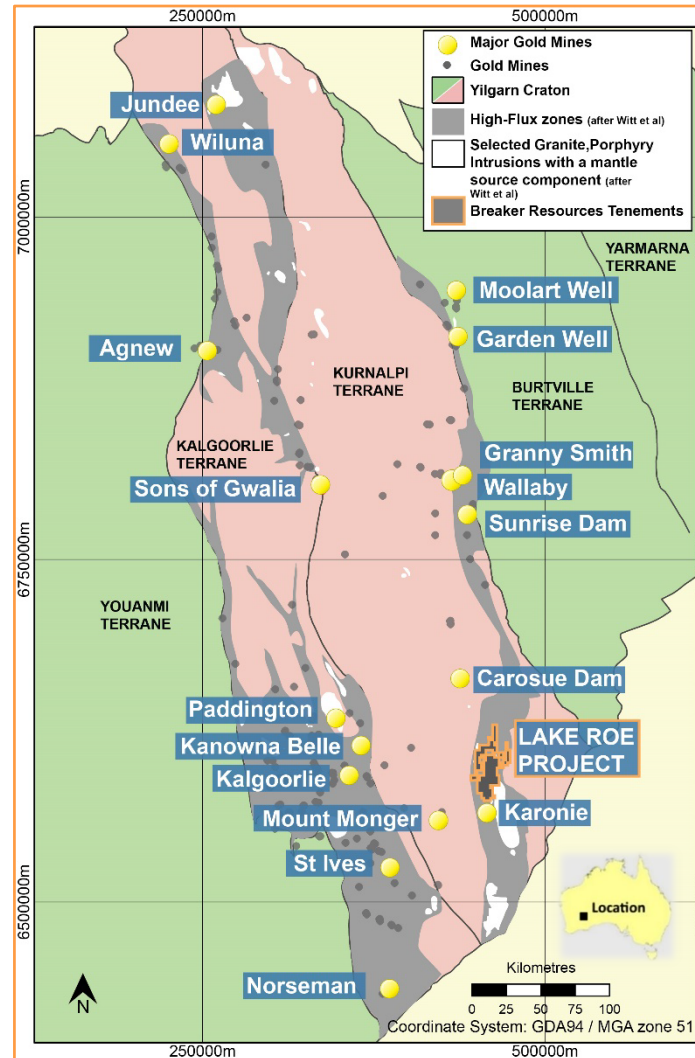 250000m
500000m
Major Gold Mines
Gold Mines
Yilgarn Craton
High-Flux zones (after Witt et al)
Selected Granite,Porphyry
Intrusions with a mantle
source component (after
Witt et al)
Breaker Resources Tenements
Jundee
Wiluna
7000000m
YARMARNA
TERRANE
Moolart Well
Garden Well
Agnew
KURNALPI
TERRANE
BURTVILLE
TERRANE
KALGOORLIE
TERRANE
Granny Smith
Sons of Gwalia
Wallaby
Sunrise Dam
6750000m
YOUANMI
TERRANE
Carosue Dam
Paddington
LAKE ROE
PROJECT
Kanowna Belle
Kalgoorlie
Mount Monger
Karonie
St Ives
6500000m
Location
Norseman
Kilometres
0 25 50 75 100
N
Coordinate System: GDA94 / MGA zone 51
250000m
500000m